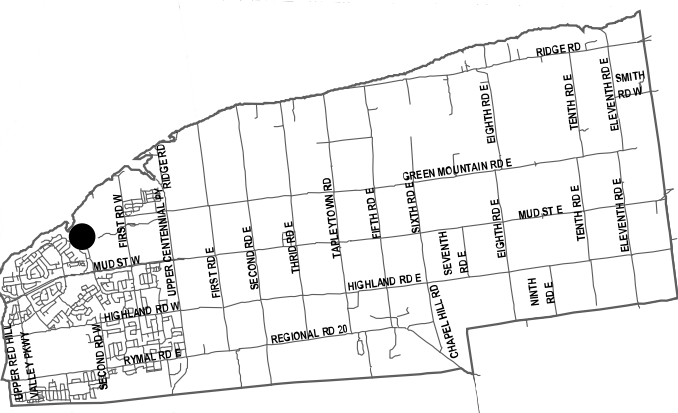 RIDGE RD
SMITH
RD W
ELEVENTH RD E
TENTH RD E
EIGHTH RD E
RIDGE RD
GREEN MOUNTAIN RD E
FIRST RD W
UPPER CENTENNIAL PY
TAPLEYTOWN RD
FIFTH RD E
SIXTH RD E
MUD ST E
EIGHTH RD E
TENTH RD E
ELEVENTH RD E
FIRST RD E
SECOND RD E
THRID RD E
SEVENTH
RD E
MUD ST W
HIGHLAND RD E
NINTH
RD E
HIGHLAND RD W
CHAPEL HILL RD
REGIONAL RD 20
UPPER RED HILL
VALLEY PKWY
SECOND RD W
RYMAL RD E